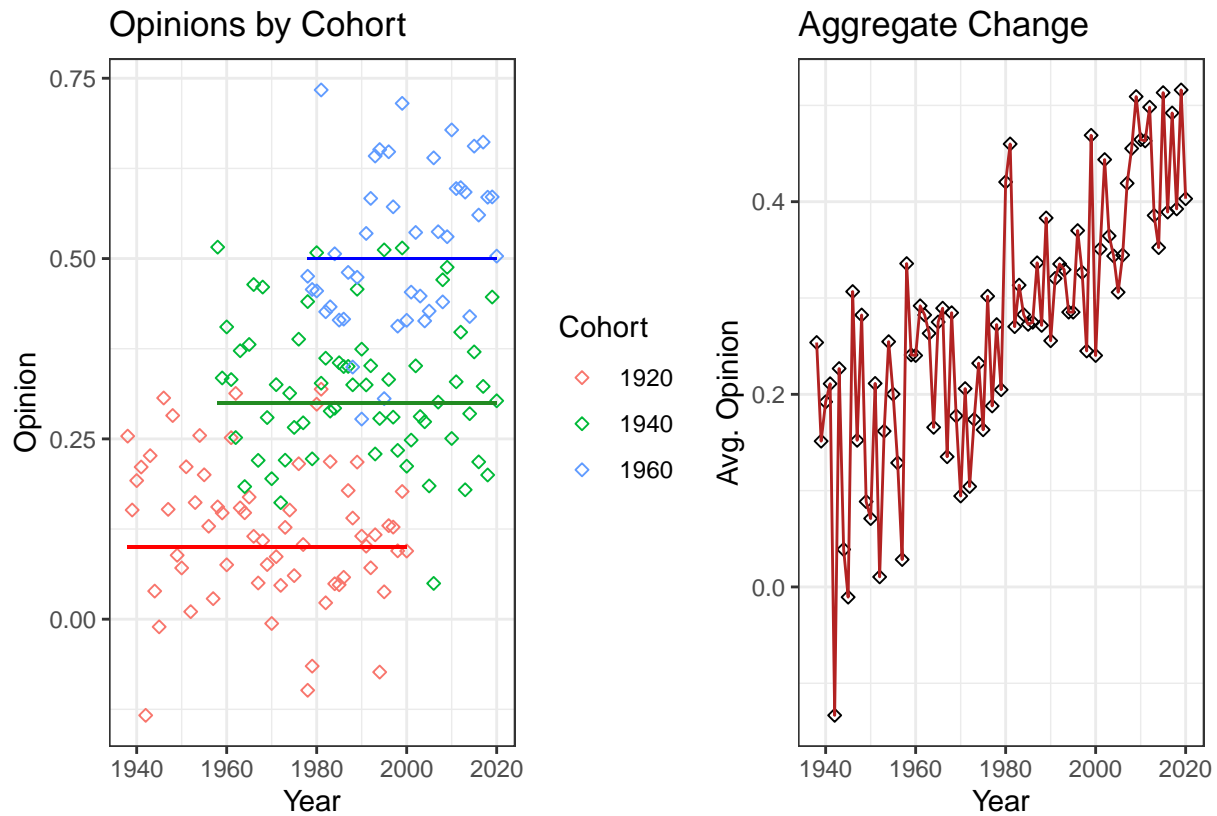 Opinions by Cohort
0.75
0.50
0.25
0.00
Opinion
1940 1960 1980 2000 2020
Year
Cohort
1920
1940
1960
Aggregate Change
0.4
0.2
0.0
Avg. Opinion
1940 1960 1980 2000 2020
Year